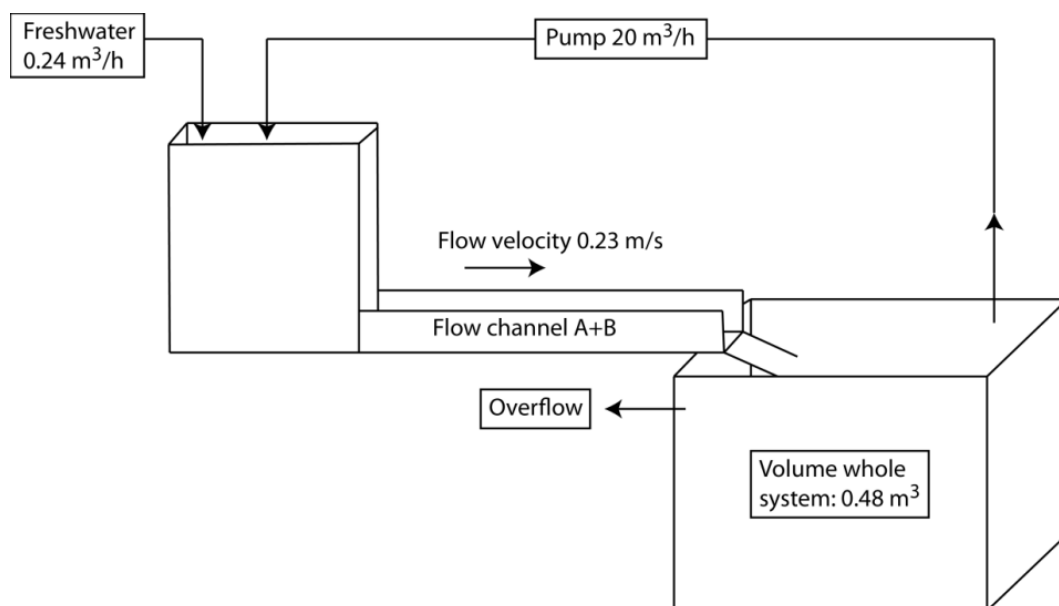 Freshwater
0.24 m³/h
Pump 20 m³/h
Flow velocity 0.23 m/s
Flow channel A+B
Overflow
Volume whole
system: 0.48 m³